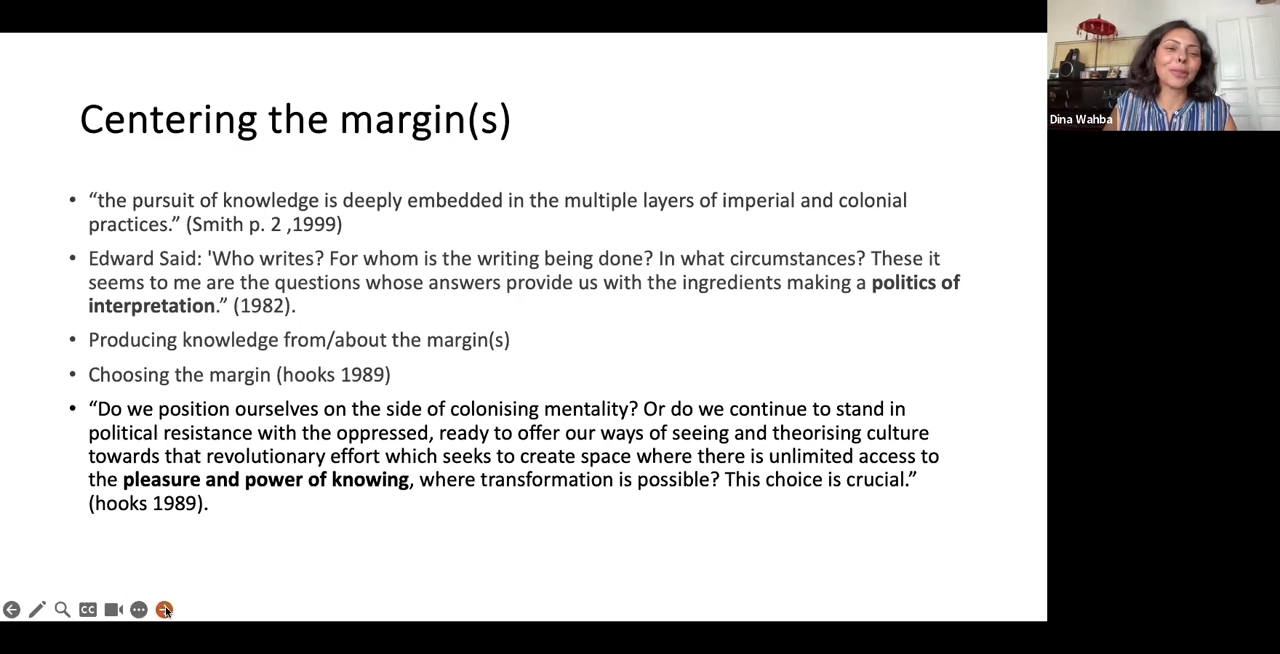 Centering the margin(s)
• “the pursuit of knowledge is deeply embedded in the multiple layers of imperial and colonial
practices.” (Smith p. 2 ,1999)
• Edward Said: 'Who writes? For whom is the writing being done? In what circumstances? These it
seems to me are the questions whose answers provide us with the ingredients making a politics of
interpretation.” (1982).
• Producing knowledge from/about the margin(s)
• Choosing the margin (hooks 1989)
• “Do we position ourselves on the side of colonising mentality? Or do we continue to stand in
political resistance with the oppressed, ready to offer our ways of seeing and theorising culture
towards that revolutionary effort which seeks to create space where there is unlimited access to
the pleasure and power of knowing, where transformation is possible? This choice is crucial.”
(hooks 1989).
CC
Dina Wahba